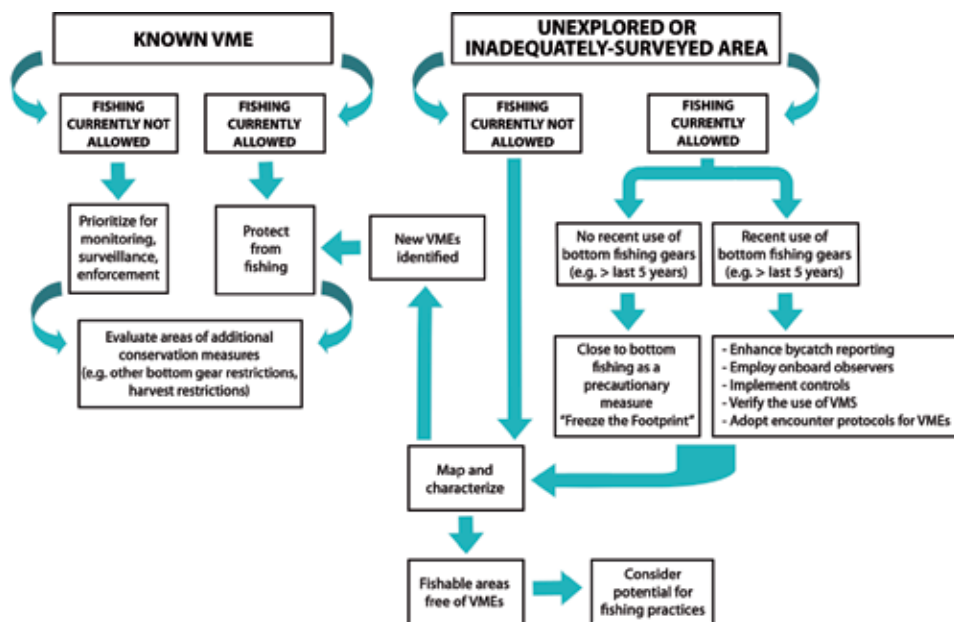 KNOWN VME
UNEXPLORED OR
INADEQUATELY-SURVEYED AREA
FISHING
CURRENTLY NOT
ALLOWED
FISHING
CURRENTLY
ALLOWED
FISHING
CURRENTLY NOT
ALLOWED
FISHING
CURRENTLY
ALLOWED
Prioritize for
monitoring,
surveillance,
enforcement
Protect
from
fishing
New VMEs
identified
No recent use of
bottom fishing gears
(e.g. > last 5 years)
Recent use of
bottom fishing gears
(e.g. > last 5 years)
Evaluate areas of additional
conservation measures
(e.g. other bottom gear restrictions,
harvest restrictions)
Close to bottom
fishing as a
precautionary
measure
"Freeze the Footprint"
- Enhance bycatch reporting
- Employ onboard observers
- Implement controls
- Verify the use of VMS
- Adopt encounter protocols for VMEs
Map and
characterize
Fishable areas
free of VMEs
Consider
potential for
fishing practices